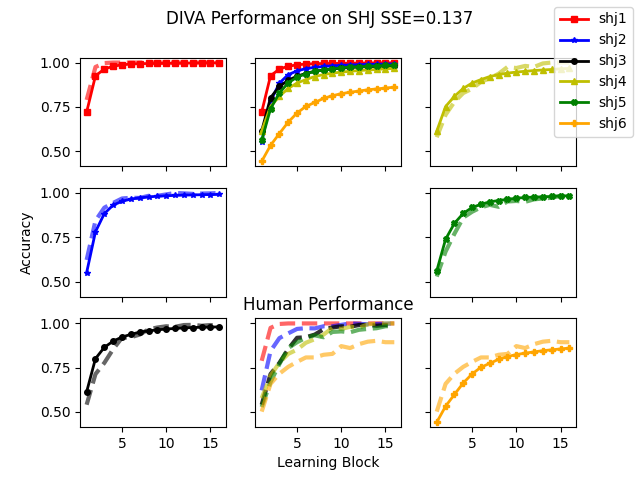 DIVA Performance on SHJ SSE=0.137
shj1
shj2
shj3
shj4
shj5
shj6
1.00
0.75
0.50
1.00
0.75
0.50
Accuracy
Human Performance
1.00
0.75
0.50
5 10 15
5 10 15
5 10 15
Learning Block